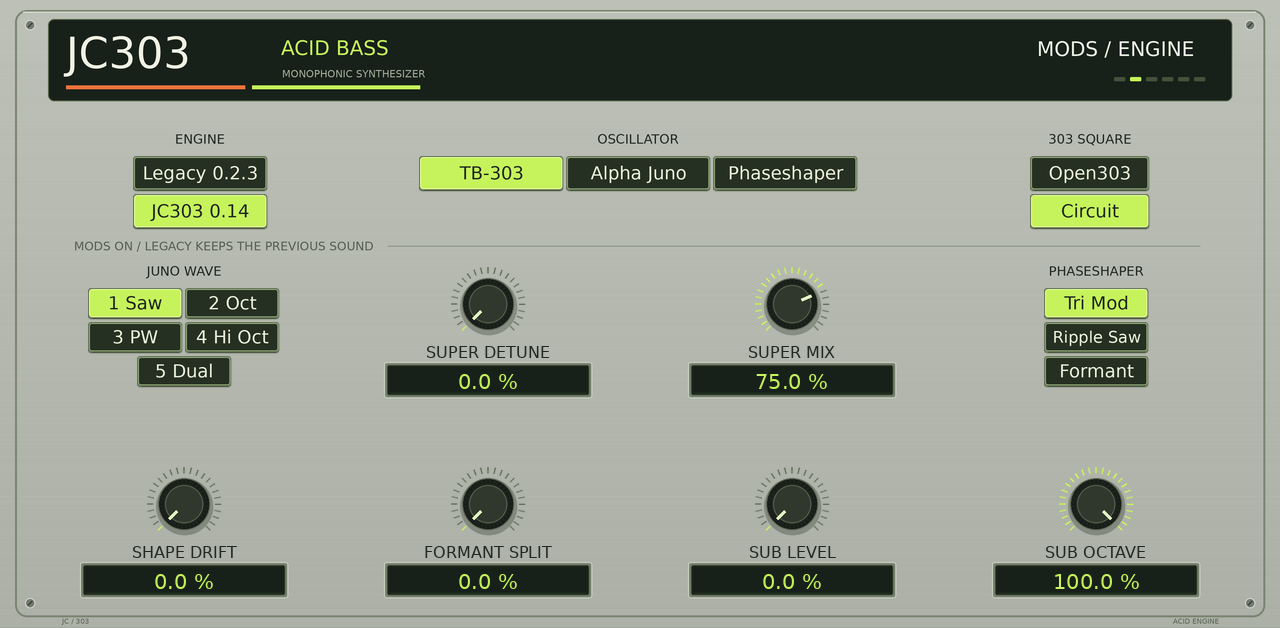 JC303
ACID BASS
MONOPHONIC SYNTHESIZER
MODS / ENGINE
ENGINE
OSCILLATOR
303 SQUARE
Legacy 0.2.3
TB-303
Alpha Juno
Phaseshaper
Open303
JC303 0.14
Circuit
MODS ON / LEGACY KEEPS THE PREVIOUS SOUND
JUNO WAVE
PHASESHAPER
1 Saw
2 Oct
Tri Mod
3 PW
4 Hi Oct
Ripple Saw
SUPER DETUNE
SUPER MIX
5 Dual
Formant
0.0 %
75.0 %
SHAPE DRIFT
FORMANT SPLIT
SUB LEVEL
SUB OCTAVE
0.0 %
0.0 %
0.0 %
100.0 %
JC / 303
ACID ENGINE